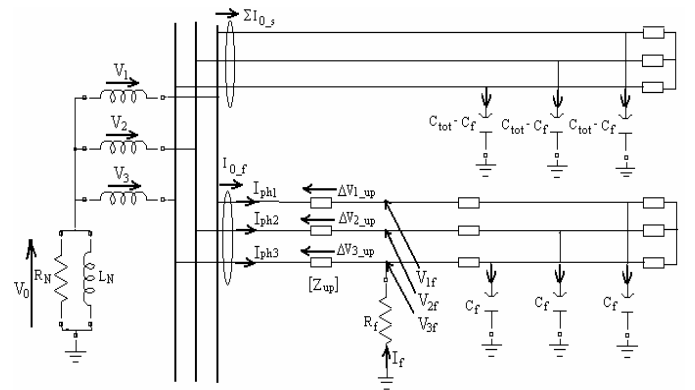 ΣI0_s
V1
V2
V3
Ctot - Cf Ctot - Cf Ctot - Cf
I0_f
Iph1 ΔV1_up
Iph2 ΔV2_up
Iph3 ΔV3_up
[Zup]
V1f
V2f
V3f
V0 RN LN
Rf
If
Cf Cf Cf